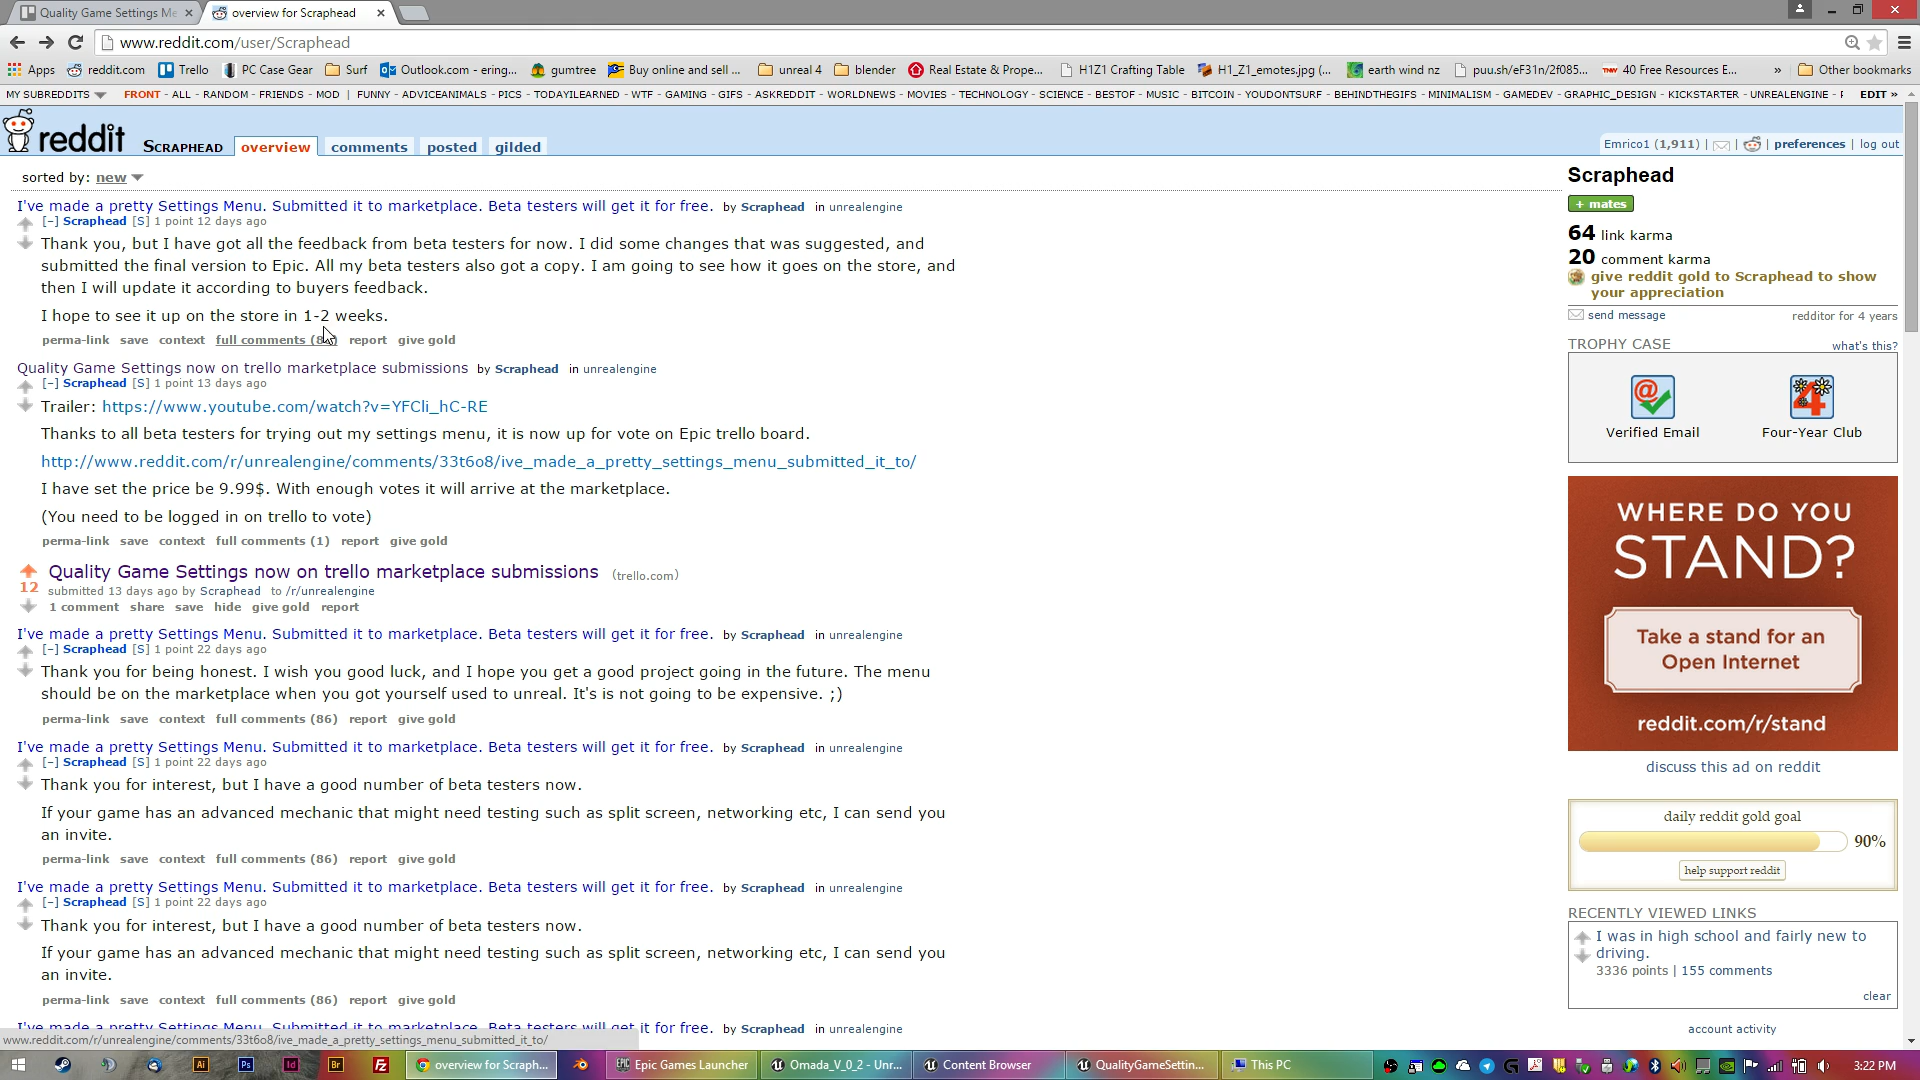 Quality Game Settings Me
overview for Scraphead
www.reddit.com/user/Scraphead
Apps reddit.com Trello PC Case Gear Surf Outlook.com - ering... gumtree Buy online and sell ... unreal 4 blender Real Estate & Prope... H1Z1 Crafting Table H1_Z1_emotes.jpg (... earth wind nz puu.sh/eF31n/2f085... 40 Free Resources E... » Other bookmarks
MY SUBREDDITS FRONT - ALL - RANDOM - FRIENDS - MOD | FUNNY - ADVICEANIMALS - PICS - TODAYILEARNED - WTF - GAMING - GIFS - ASKREDDIT - WORLDNEWS - MOVIES - TECHNOLOGY - SCIENCE - BESTOF - MUSIC - BITCOIN - YOUDONTSURF - BEHINDTHEGIFS - MINIMALISM - GAMEDEV - GRAPHIC_DESIGN - KICKSTARTER - UNREALENGINE - EDIT »
reddit SCRAPHEAD overview comments posted gilded
Emrico1 (1,911) | | | preferences | log out
sorted by: new
I've made a pretty Settings Menu. Submitted it to marketplace. Beta testers will get it for free. by Scraphead in unrealengine
[–] Scraphead [S] 1 point 12 days ago
Thank you, but I have got all the feedback from beta testers for now. I did some changes that was suggested, and
submitted the final version to Epic. All my beta testers also got a copy. I am going to see how it goes on the store, and
then I will update it according to buyers feedback.
I hope to see it up on the store in 1-2 weeks.
perma-link save context full comments (8 report give gold
Quality Game Settings now on trello marketplace submissions by Scraphead in unrealengine
[–] Scraphead [S] 1 point 13 days ago
Trailer: https://www.youtube.com/watch?v=YFCli_hC-RE
Thanks to all beta testers for trying out my settings menu, it is now up for vote on Epic trello board.
http://www.reddit.com/r/unrealengine/comments/33t6o8/ive_made_a_pretty_settings_menu_submitted_it_to/
I have set the price be 9.99$. With enough votes it will arrive at the marketplace.
(You need to be logged in on trello to vote)
perma-link save context full comments (1) report give gold
Quality Game Settings now on trello marketplace submissions (trello.com)
12
submitted 13 days ago by Scraphead to /r/unrealengine
1 comment share save hide give gold report
I've made a pretty Settings Menu. Submitted it to marketplace. Beta testers will get it for free. by Scraphead in unrealengine
[–] Scraphead [S] 1 point 22 days ago
Thank you for being honest. I wish you good luck, and I hope you get a good project going in the future. The menu
should be on the marketplace when you got yourself used to unreal. It's is not going to be expensive. ;)
perma-link save context full comments (86) report give gold
I've made a pretty Settings Menu. Submitted it to marketplace. Beta testers will get it for free. by Scraphead in unrealengine
[–] Scraphead [S] 1 point 22 days ago
Thank you for interest, but I have a good number of beta testers now.
If your game has an advanced mechanic that might need testing such as split screen, networking etc, I can send you
an invite.
perma-link save context full comments (86) report give gold
I've made a pretty Settings Menu. Submitted it to marketplace. Beta testers will get it for free. by Scraphead in unrealengine
[–] Scraphead [S] 1 point 22 days ago
Thank you for interest, but I have a good number of beta testers now.
If your game has an advanced mechanic that might need testing such as split screen, networking etc, I can send you
an invite.
perma-link save context full comments (86) report give gold
I've made a pretty Settings Menu. Submitted it to marketplace. Beta testers will get it for free. by Scraphead in unrealengine
www.reddit.com/r/unrealengine/comments/33t6o8/ive_made_a_pretty_settings_menu_submitted_it_to/
Scraphead
+ mates
64 link karma
20 comment karma
give reddit gold to Scraphead to show
your appreciation
send message redditor for 4 years
TROPHY CASE what's this?
Verified Email Four-Year Club
WHERE DO YOU
STAND?
Take a stand for an
Open Internet
reddit.com/r/stand
discuss this ad on reddit
daily reddit gold goal
90%
help support reddit
RECENTLY VIEWED LINKS
I was in high school and fairly new to
driving.
3336 points | 155 comments
clear
account activity
Ai Ps Id Br Fz overview for Scraph... Epic Games Launcher Omada_V_0_2 - Unr... Content Browser QualityGameSettin... This PC 3:22 PM